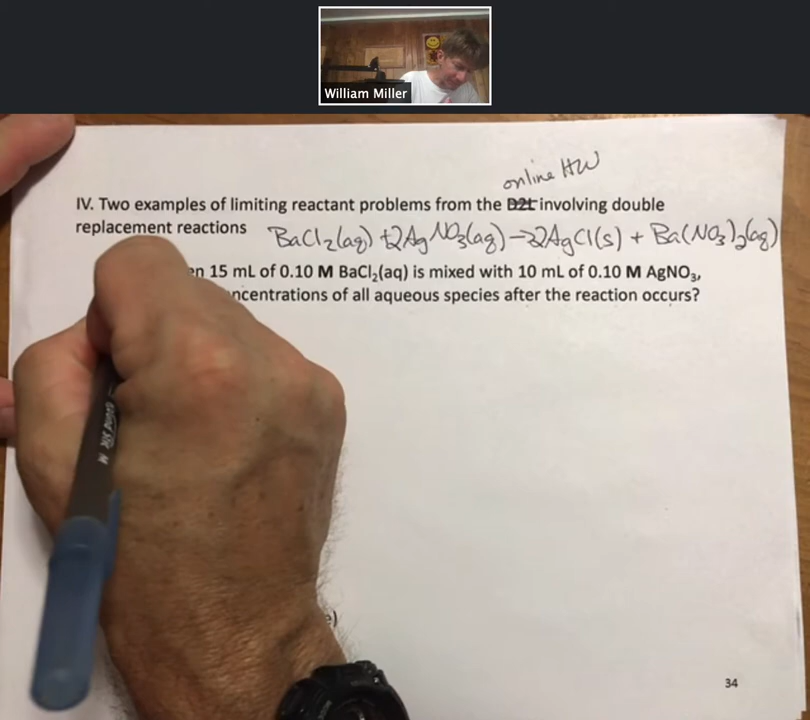 William Miller
online HW
IV. Two examples of limiting reactant problems from the D2L involving double
replacement reactions BaCl₂(aq) + 2AgNO₃(aq) → 2AgCl(s) + Ba(NO₃)₂(aq)
n 15 mL of 0.10 M BaCl₂(aq) is mixed with 10 mL of 0.10 M AgNO₃,
ncentrations of all aqueous species after the reaction occurs?
e)
34